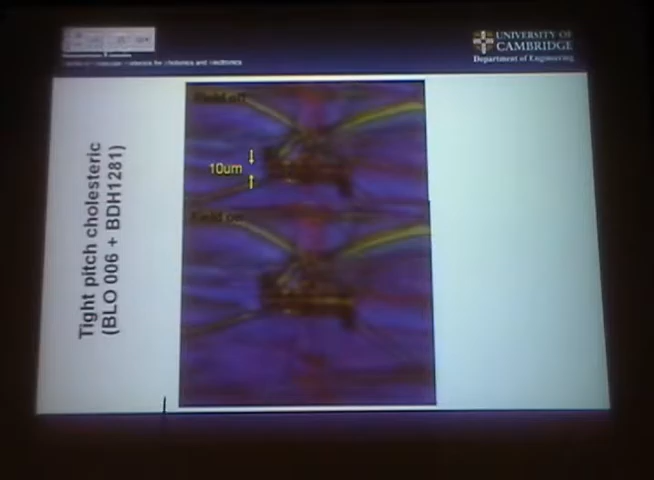 UNIVERSITY OF
CAMBRIDGE
Department of Engineering
Tight pitch cholesteric
(BLO 006 + BDH1281)
Field off
10um
Field on